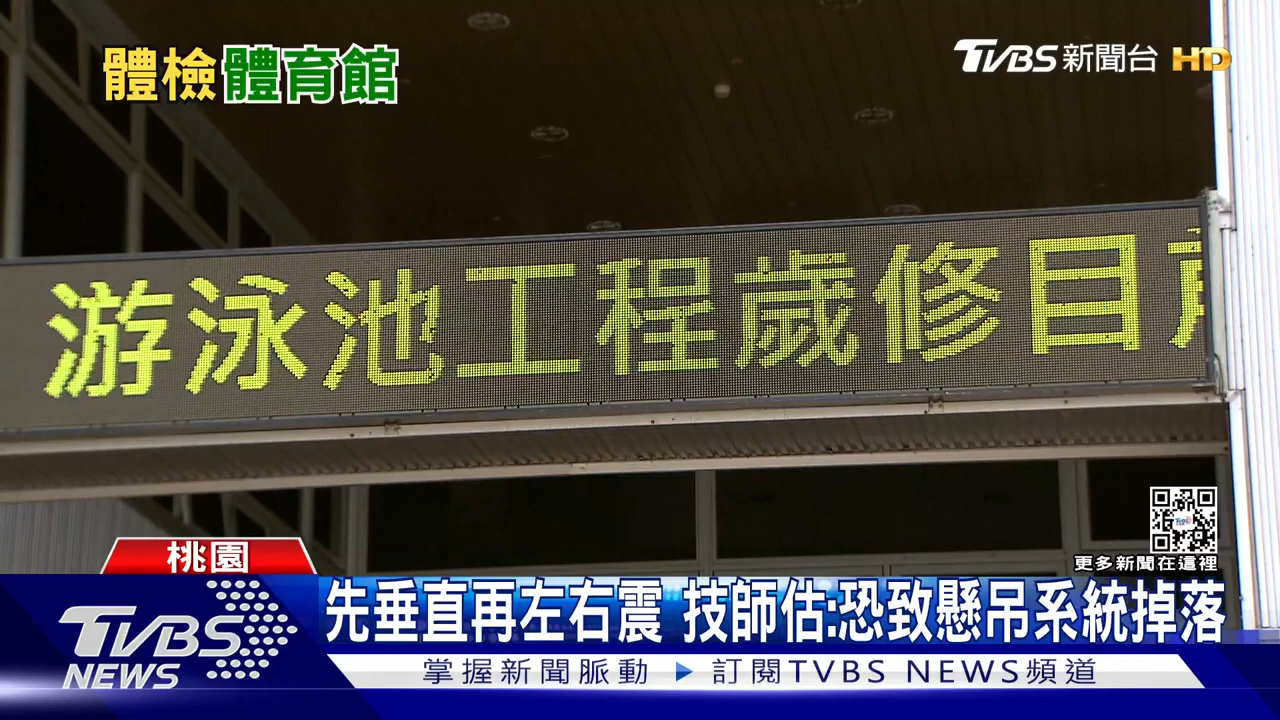 體檢體育館
TVBS新聞台 HD
游泳池工程歲修目
更多新聞在這裡
桃園
先垂直再左右震 技師估:恐致懸吊系統掉落
TVBS NEWS
掌握新聞脈動 ▶ 訂閱TVBS NEWS頻道